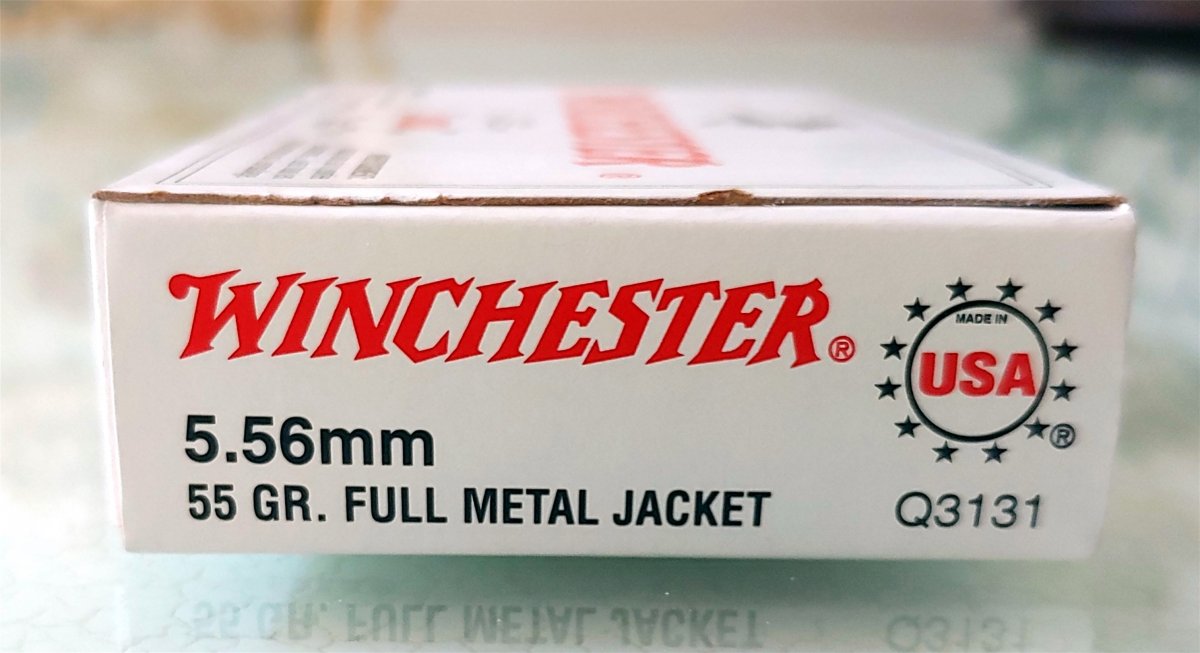 WINCHESTER®
MADE IN
USA
®
5.56mm
55 GR. FULL METAL JACKET
Q3131